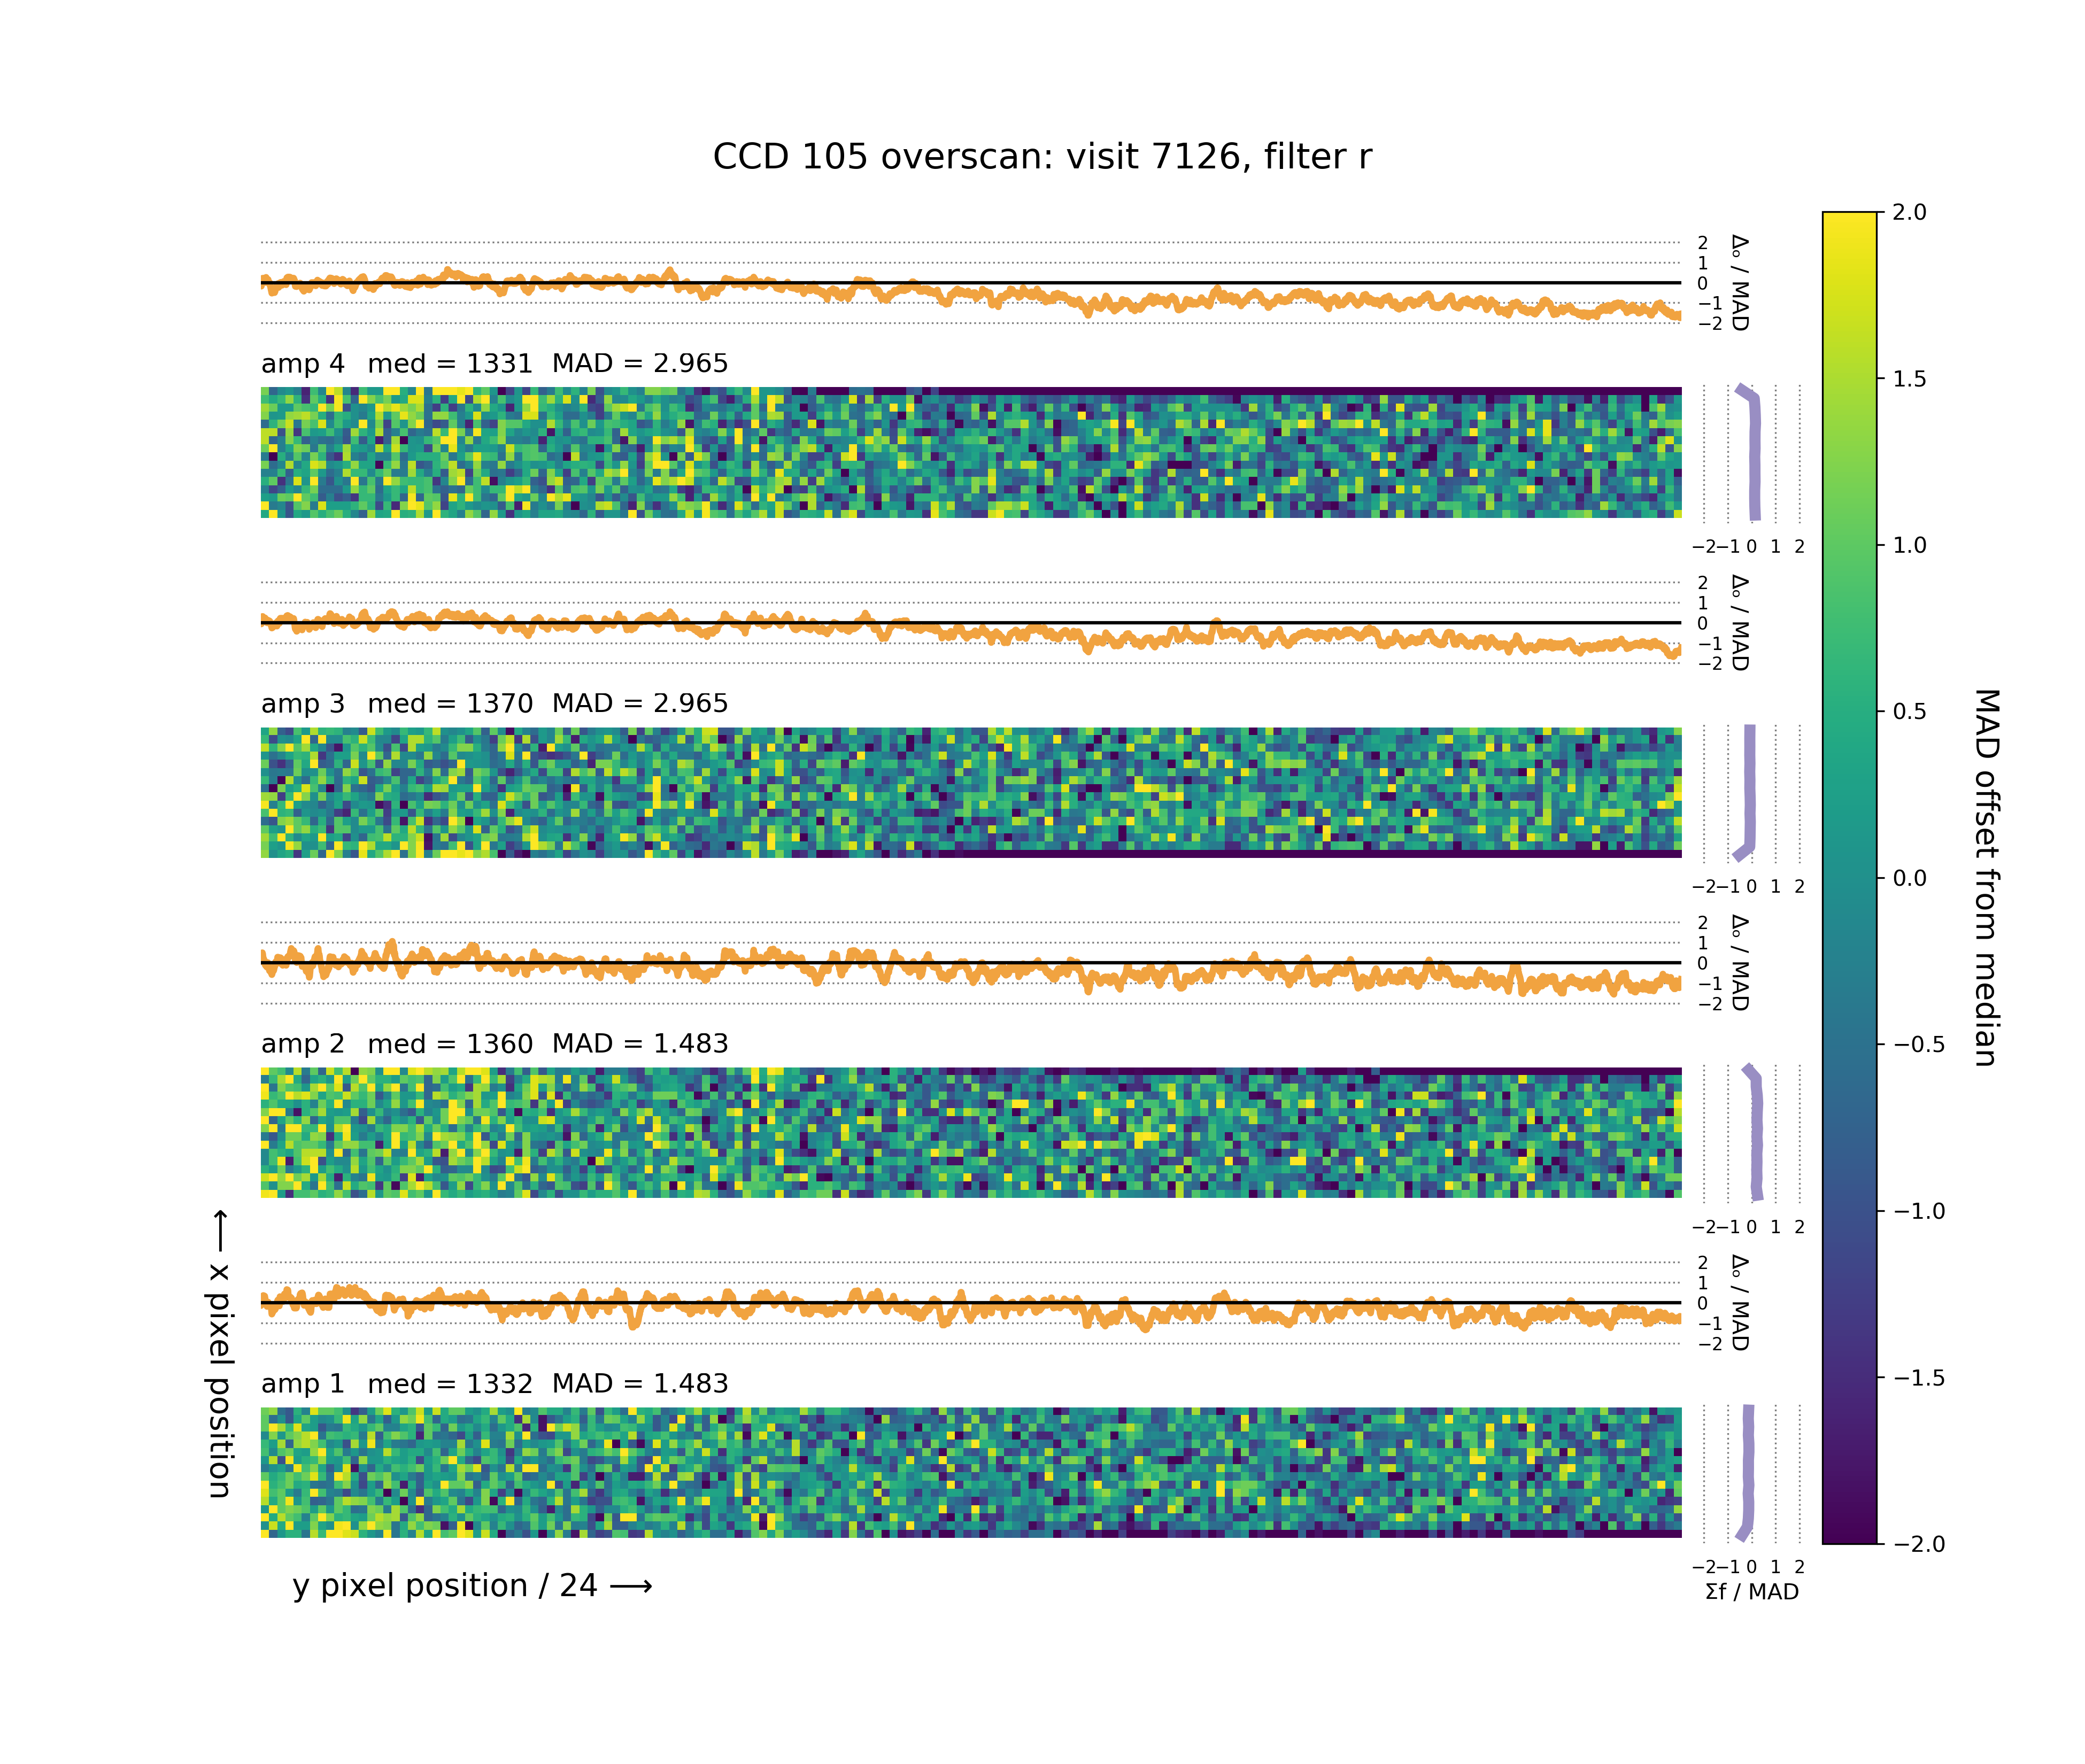 CCD 105 overscan: visit 7126, filter r
2
1
0
−1
−2
Δₒ / MAD
amp 4 med = 1331 MAD = 2.965
−2 −1 0 1 2
2
1
0
−1
−2
Δₒ / MAD
amp 3 med = 1370 MAD = 2.965
−2 −1 0 1 2
2
1
0
−1
−2
Δₒ / MAD
amp 2 med = 1360 MAD = 1.483
−2 −1 0 1 2
2
1
0
−1
−2
Δₒ / MAD
amp 1 med = 1332 MAD = 1.483
−2 −1 0 1 2
Σf / MAD
⟵ x pixel position
y pixel position / 24 ⟶
2.0
1.5
1.0
0.5
0.0
−0.5
−1.0
−1.5
−2.0
MAD offset from median